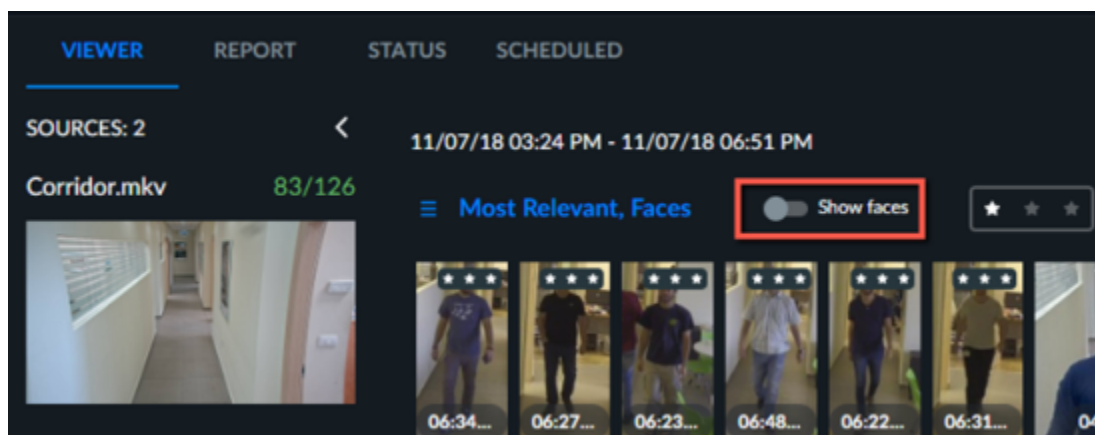 VIEWER REPORT STATUS SCHEDULED
SOURCES: 2
11/07/18 03:24 PM - 11/07/18 06:51 PM
Corridor.mkv 83/126
Most Relevant, Faces Show faces
06:34... 06:27... 06:23... 06:48... 06:22... 06:31... 04